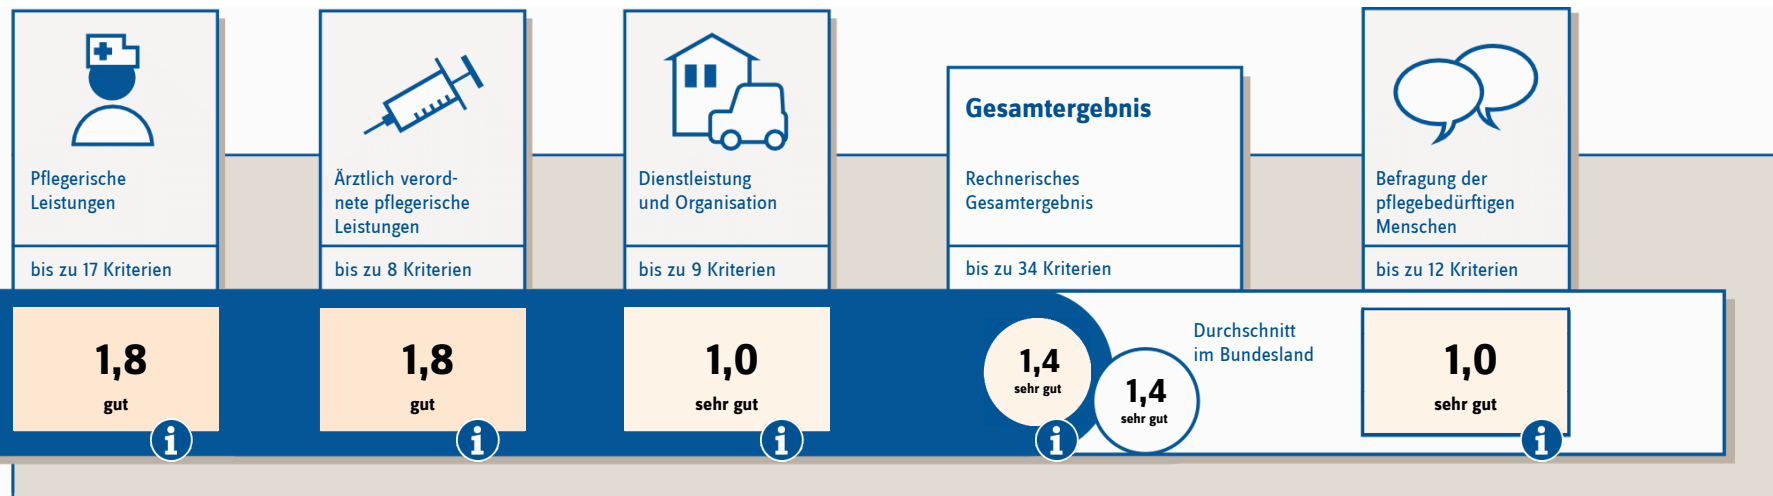 Pflegerische
Leistungen
bis zu 17 Kriterien
1,8
gut
i
Ärztlich verord-
nete pflegerische
Leistungen
bis zu 8 Kriterien
1,8
gut
i
Dienstleistung
und Organisation
bis zu 9 Kriterien
1,0
sehr gut
i
Gesamtergebnis
Rechnerisches
Gesamtergebnis
bis zu 34 Kriterien
1,4
sehr gut
i
Durchschnitt
im Bundesland
1,4
sehr gut
Befragung der
pflegebedürftigen
Menschen
bis zu 12 Kriterien
1,0
sehr gut
i